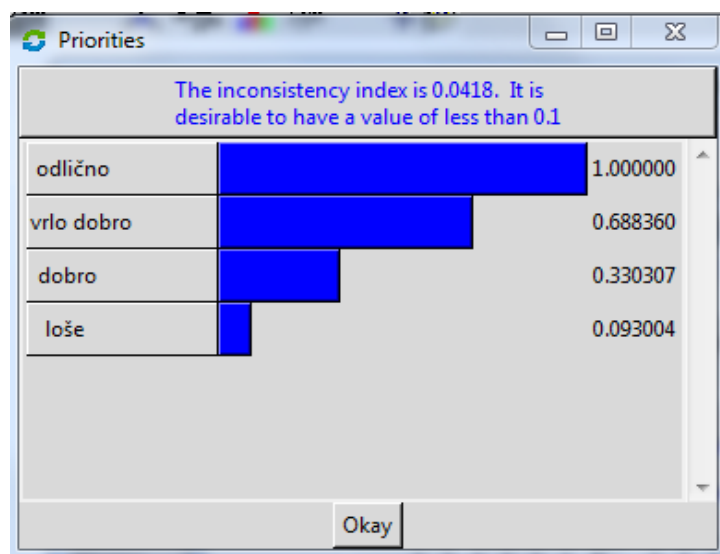 Priorities
The inconsistency index is 0.0418. It is
desirable to have a value of less than 0.1
odlično 1.000000
vrlo dobro 0.688360
dobro 0.330307
loše 0.093004
Okay